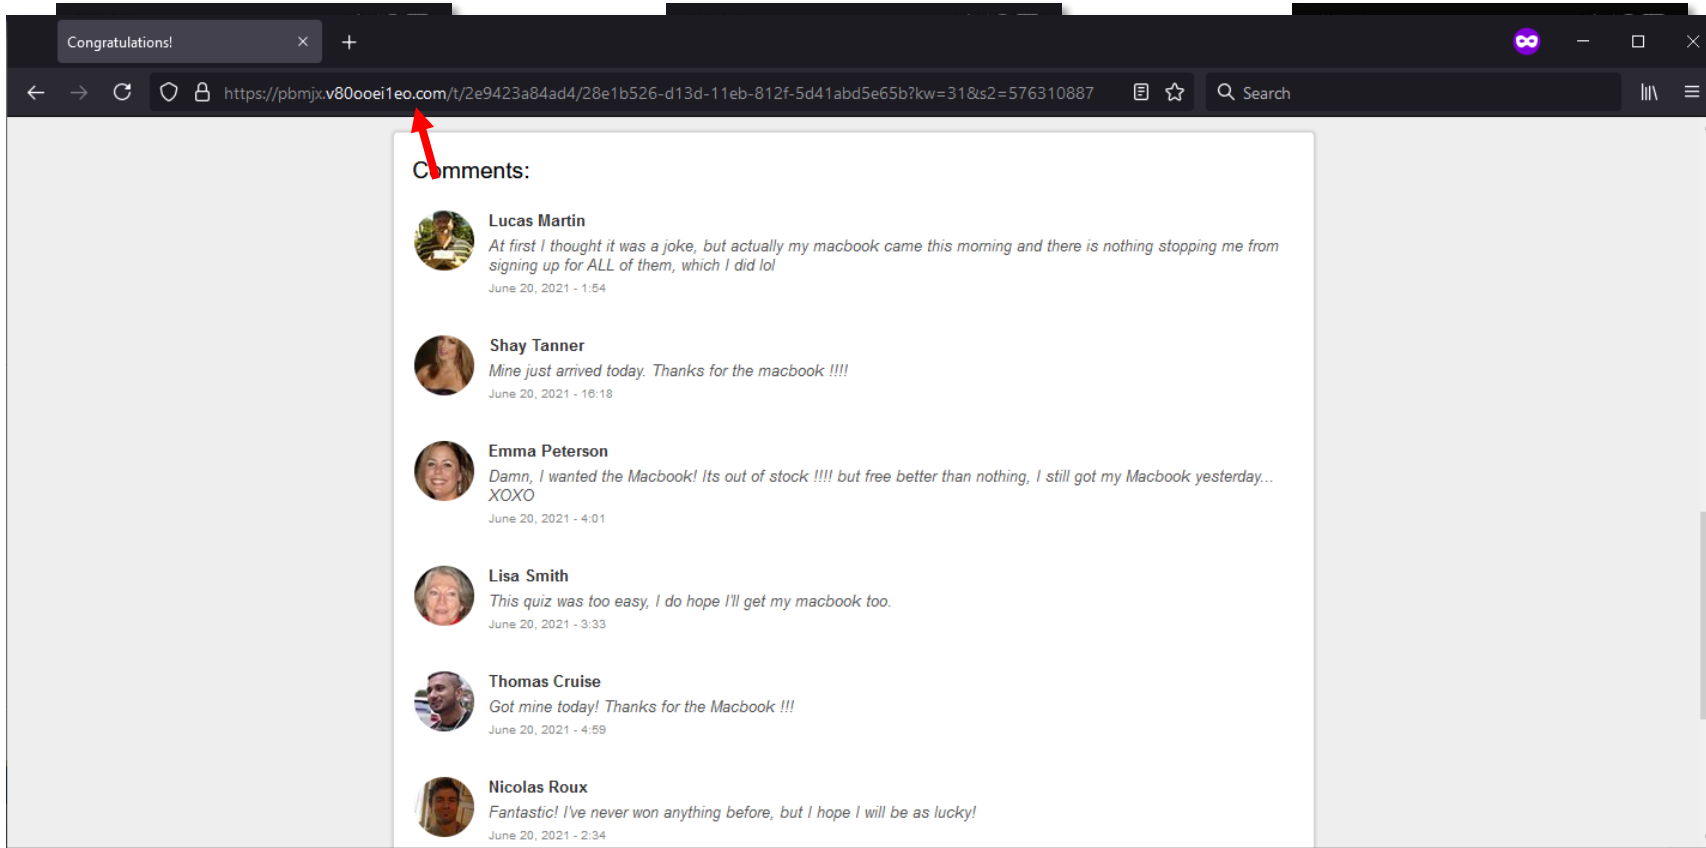 Congratulations!
https://pbmjx.v80ooei1eo.com/t/2e9423a84ad4/28e1b526-d13d-11eb-812f-5d41abd5e65b?kw=31&s2=576310887
Search
Comments:
Lucas Martin
At first I thought it was a joke, but actually my macbook came this morning and there is nothing stopping me from
signing up for ALL of them, which I did lol
June 20, 2021 - 1:54
Shay Tanner
Mine just arrived today. Thanks for the macbook !!!!
June 20, 2021 - 16:18
Emma Peterson
Damn, I wanted the Macbook! Its out of stock !!!! but free better than nothing, I still got my Macbook yesterday...
XOXO
June 20, 2021 - 4:01
Lisa Smith
This quiz was too easy, I do hope I'll get my macbook too.
June 20, 2021 - 3:33
Thomas Cruise
Got mine today! Thanks for the Macbook !!!
June 20, 2021 - 4:59
Nicolas Roux
Fantastic! I've never won anything before, but I hope I will be as lucky!
June 20, 2021 - 2:34